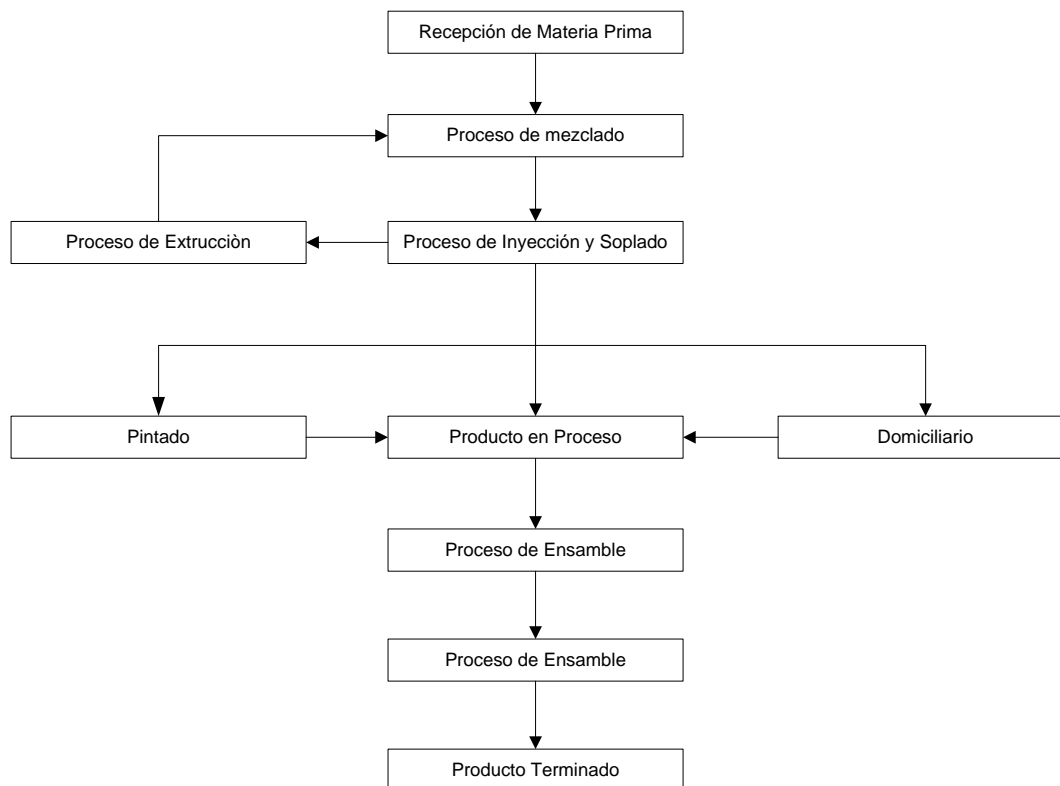 Recepción de Materia Prima
Proceso de mezclado
Proceso de Extrucciòn
Proceso de Inyección y Soplado
Pintado
Producto en Proceso
Domiciliario
Proceso de Ensamble
Proceso de Ensamble
Producto Terminado